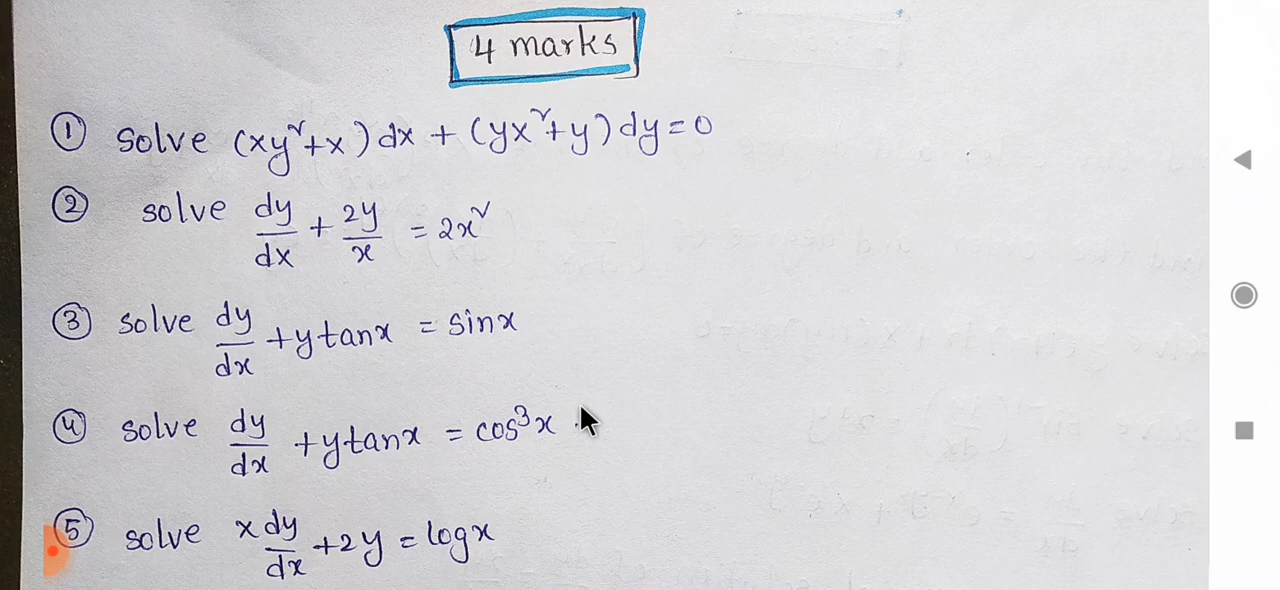 4 marks
① Solve (xy²+x) dx + (yx²+y) dy = 0
② solve dy/dx + 2y/x = 2x²
③ solve dy/dx + y tanx = sinx
④ solve dy/dx + y tanx = cos³x
⑤ solve x dy/dx + 2y = logx